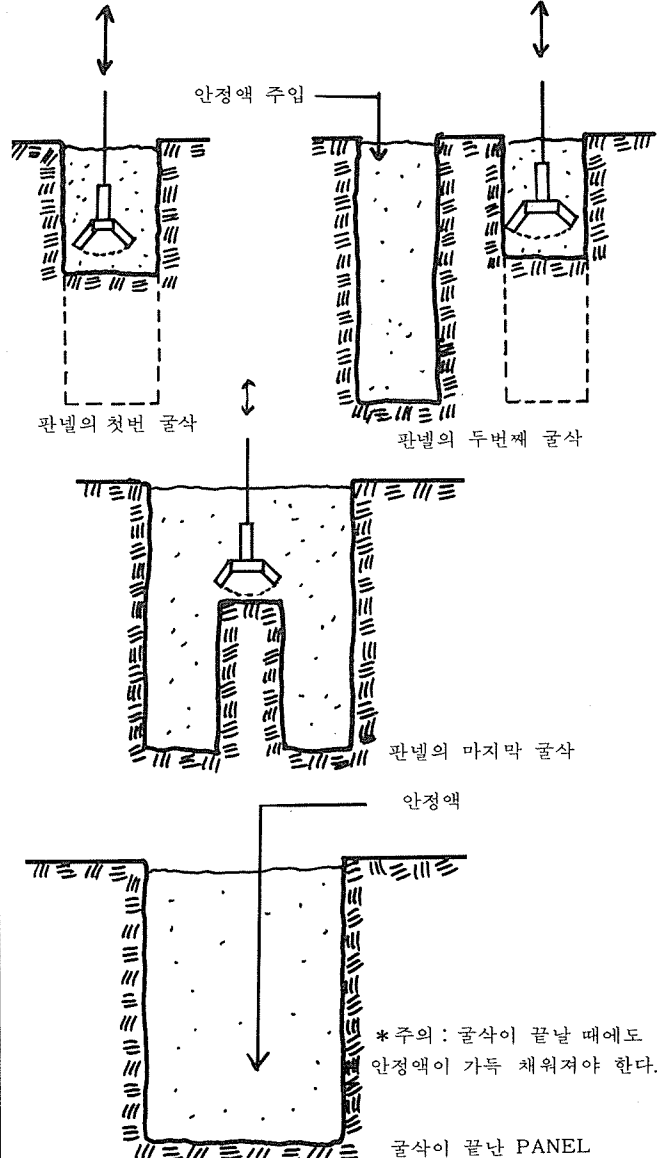 안정액 주입
판넬의 첫번 굴삭
판넬의 두번째 굴삭
판넬의 마지막 굴삭
안정액
*주의 : 굴삭이 끝날 때에도
안정액이 가득 채워져야 한다.
굴삭이 끝난 PANEL